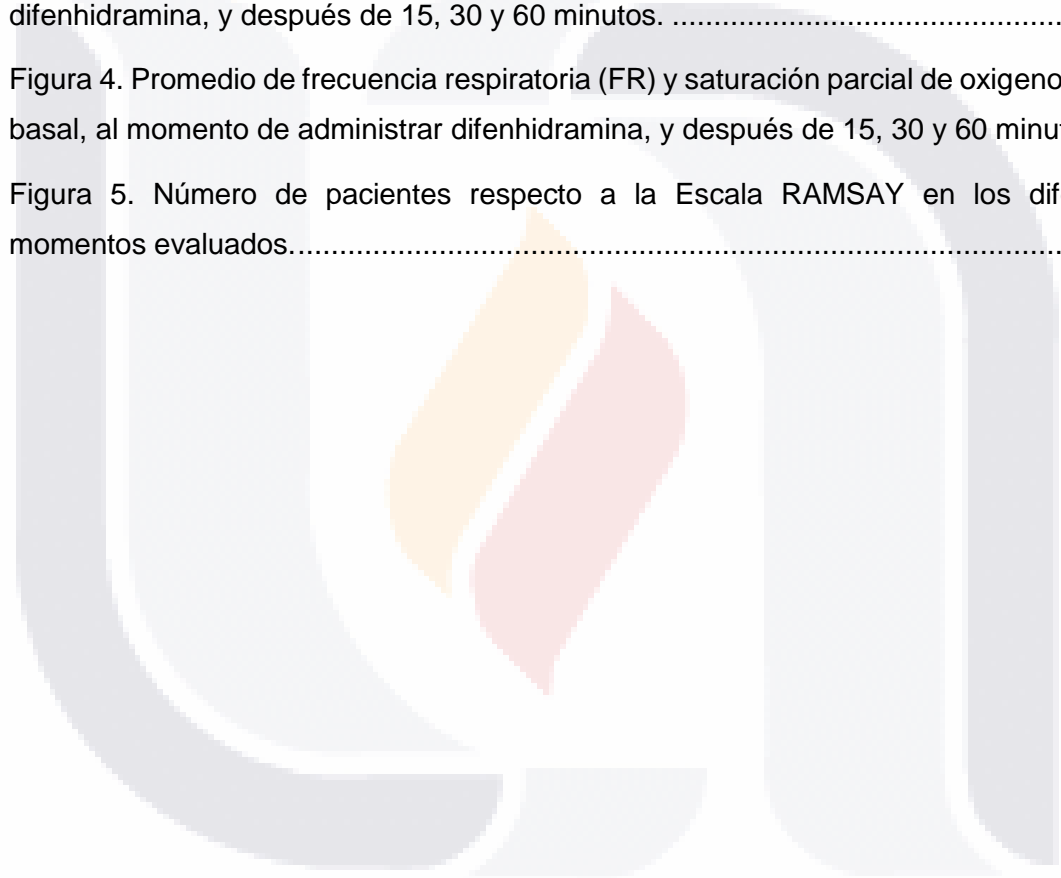 difenhidramina, y después de 15, 30 y 60 minutos. ..........................................
Figura 4. Promedio de frecuencia respiratoria (FR) y saturación parcial de oxigeno
basal, al momento de administrar difenhidramina, y después de 15, 30 y 60
Figura 5. Número de pacientes respecto a la Escala RAMSAY en los
momentos evaluados..............................................................................................